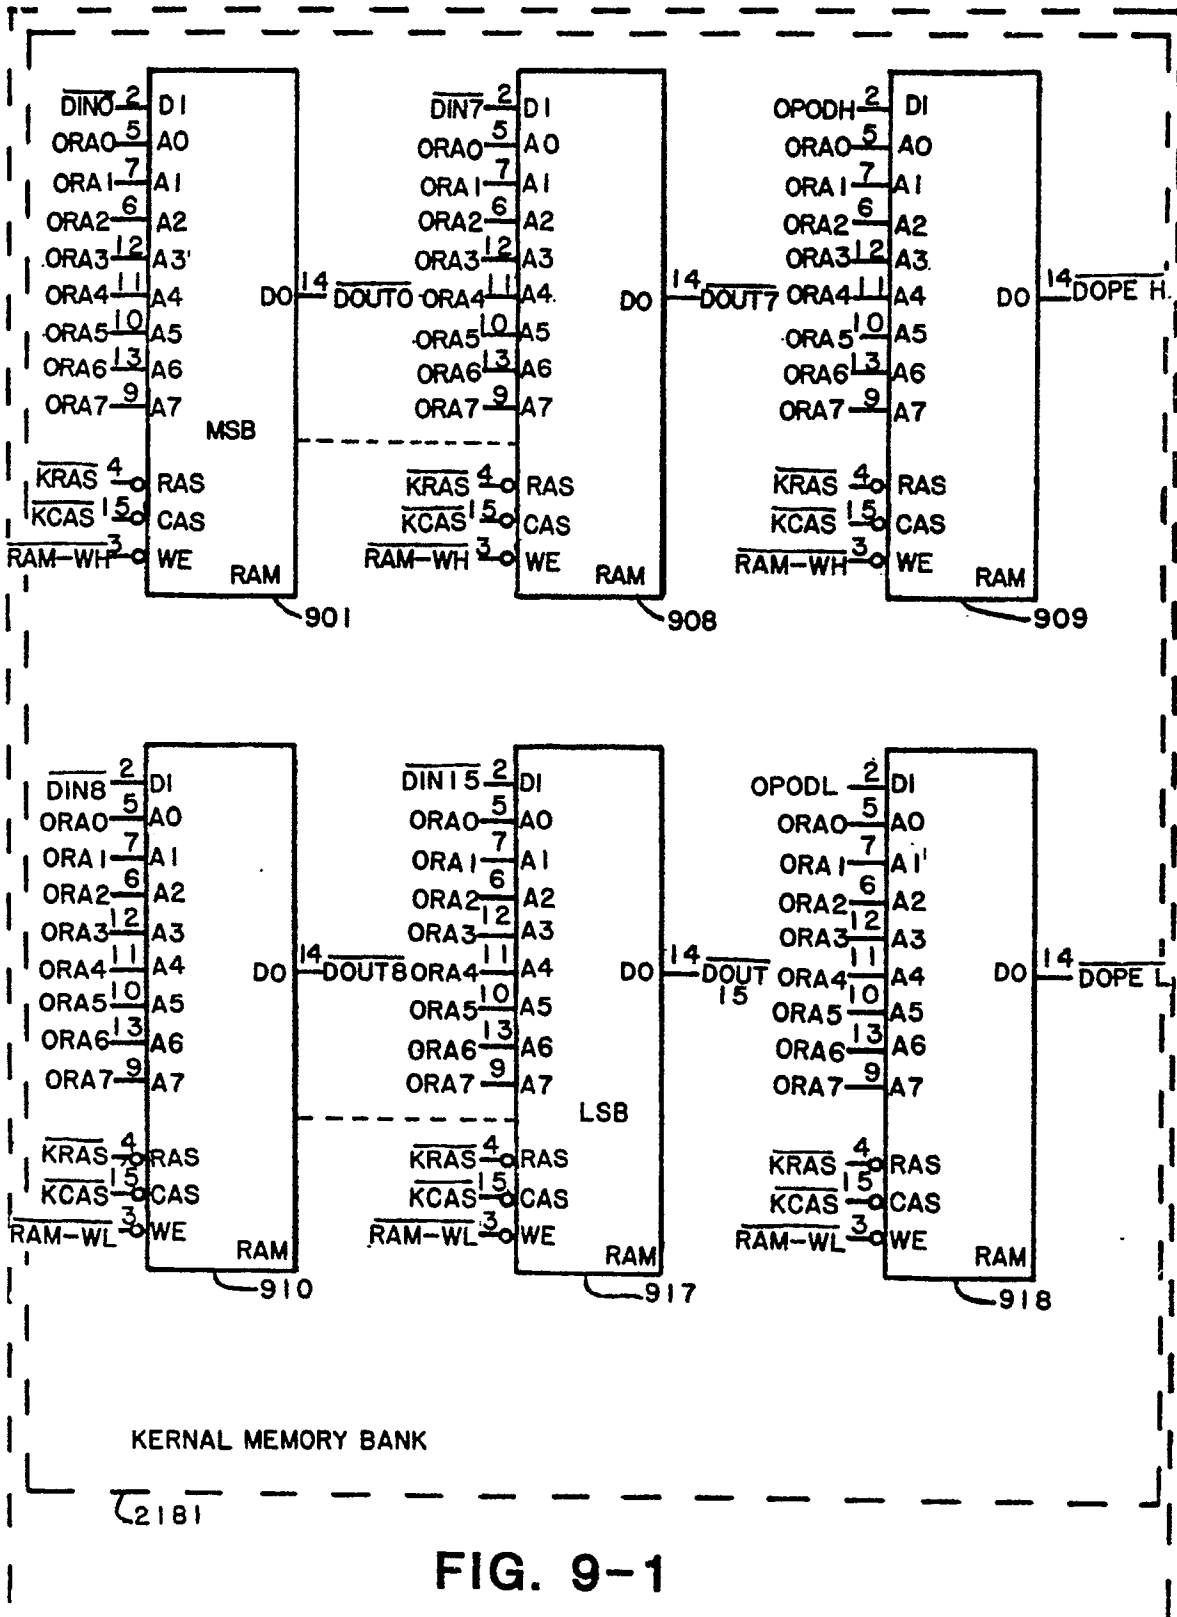 DIN0 2 DI
ORA0 5 A0
ORA1 7 A1
ORA2 6 A2
ORA3 12 A3'
ORA4 11 A4
ORA5 10 A5
ORA6 13 A6
ORA7 9 A7
MSB
DO 14 DOUT0
KRAS 4 RAS
KCAS 15 CAS
RAM-WH 3 WE
RAM
901
DIN7 2 DI
ORA0 5 A0
ORA1 7 A1
ORA2 6 A2
ORA3 12 A3
ORA4 11 A4
ORA5 10 A5
ORA6 13 A6
ORA7 9 A7
DO 14 DOUT7
KRAS 4 RAS
KCAS 15 CAS
RAM-WH 3 WE
RAM
908
OPODH 2 DI
ORA0 5 A0
ORA1 7 A1
ORA2 6 A2
ORA3 12 A3
ORA4 11 A4
ORA5 10 A5
ORA6 13 A6
ORA7 9 A7
DO 14 DOPE H
KRAS 4 RAS
KCAS 15 CAS
RAM-WH 3 WE
RAM
909
DIN8 2 DI
ORA0 5 A0
ORA1 7 A1
ORA2 6 A2
ORA3 12 A3
ORA4 11 A4
ORA5 10 A5
ORA6 13 A6
ORA7 9 A7
DO 14 DOUT8
KRAS 4 RAS
KCAS 15 CAS
RAM-WL 3 WE
RAM
910
DIN15 2 DI
ORA0 5 A0
ORA1 7 A1
ORA2 6 A2
ORA3 12 A3
ORA4 11 A4
ORA5 10 A5
ORA6 13 A6
ORA7 9 A7
LSB
DO 14 DOUT
15
KRAS 4 RAS
KCAS 15 CAS
RAM-WL 3 WE
RAM
917
OPODL 2 DI
ORA0 5 A0
ORA1 7 A1'
ORA2 6 A2
ORA3 12 A3
ORA4 11 A4
ORA5 10 A5
ORA6 13 A6
ORA7 9 A7
DO 14 DOPE L
KRAS 4 RAS
KCAS 15 CAS
RAM-WL 3 WE
RAM
918
KERNAL MEMORY BANK
2181
FIG. 9-1